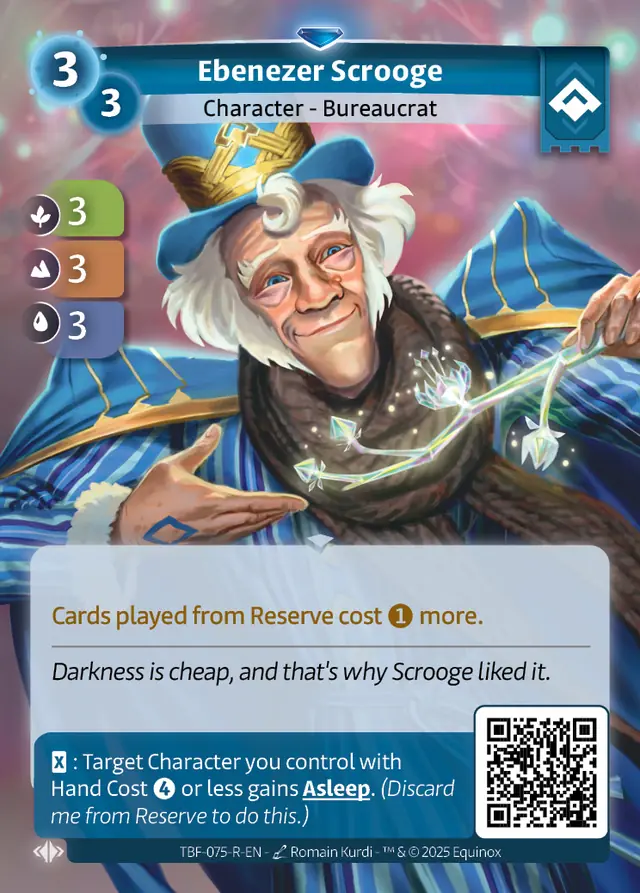 3
Ebenezer Scrooge
3
Character - Bureaucrat
3
3
3
Cards played from Reserve cost 1 more.
Darkness is cheap, and that's why Scrooge liked it.
X : Target Character you control with
Hand Cost 4 or less gains Asleep. (Discard
me from Reserve to do this.)
TBF-075-R-EN - Romain Kurdi - ™ & © 2025 Equinox